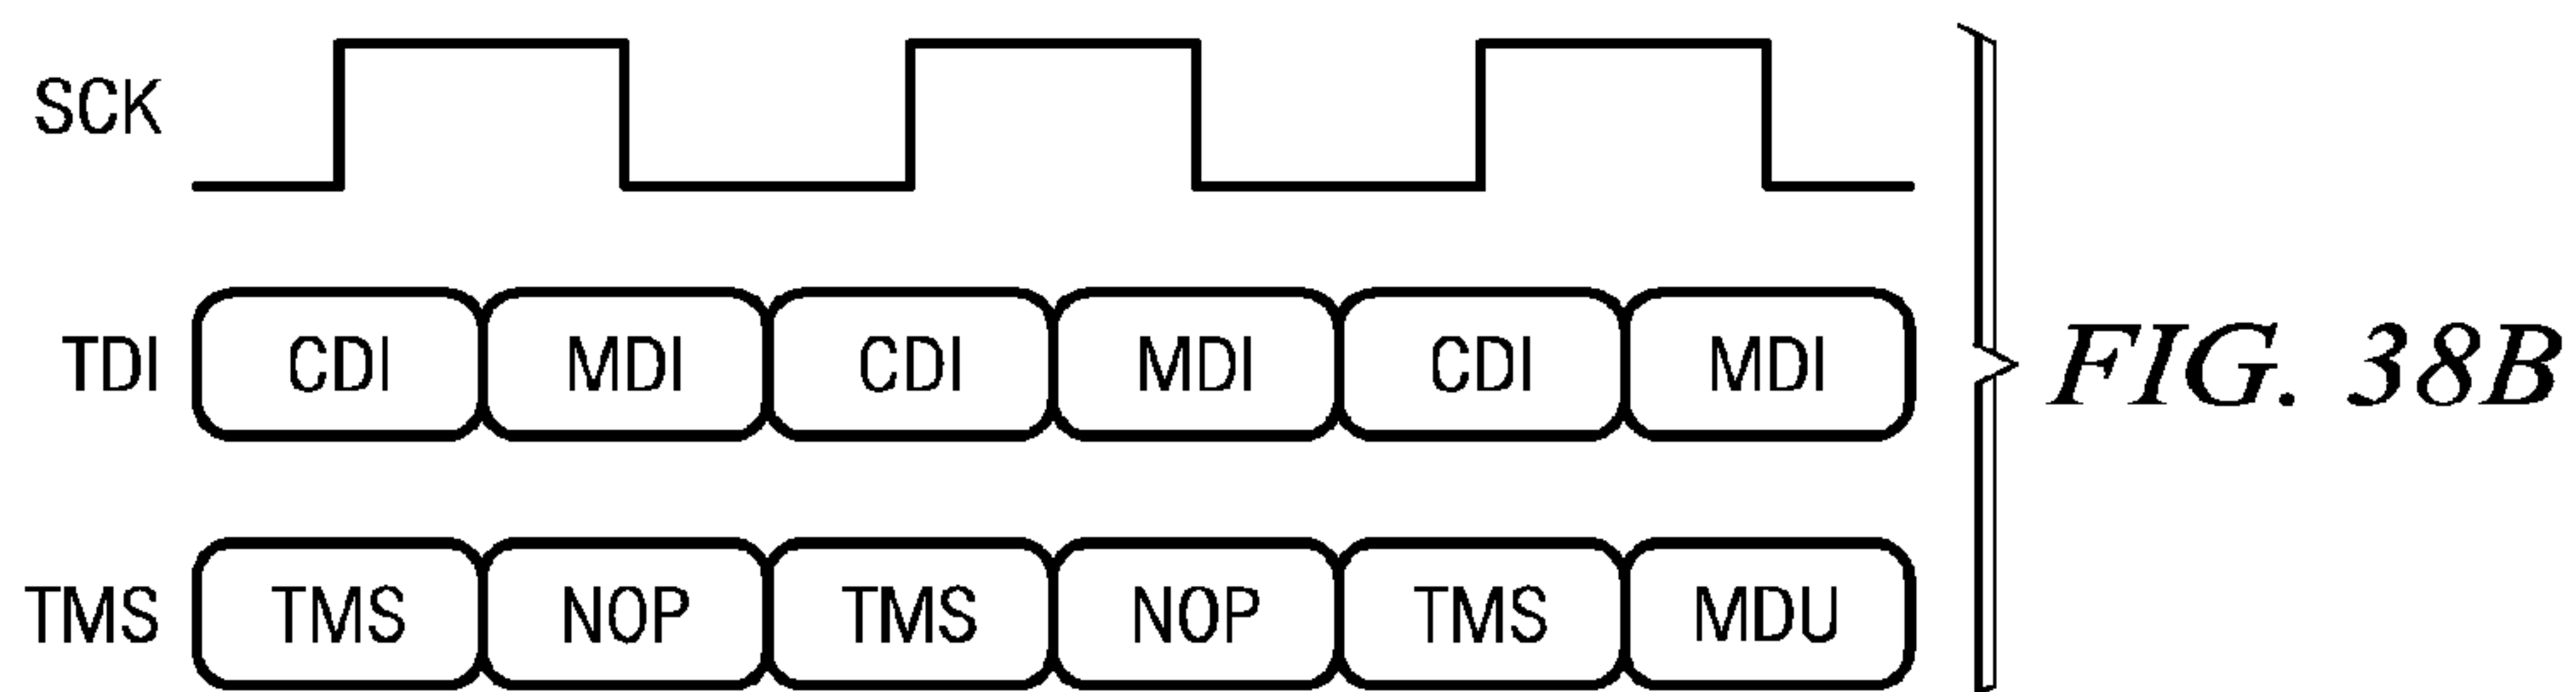 SCK
TDI CDI MDI CDI MDI CDI MDI
FIG. 38B
TMS TMS NOP TMS NOP TMS MDU